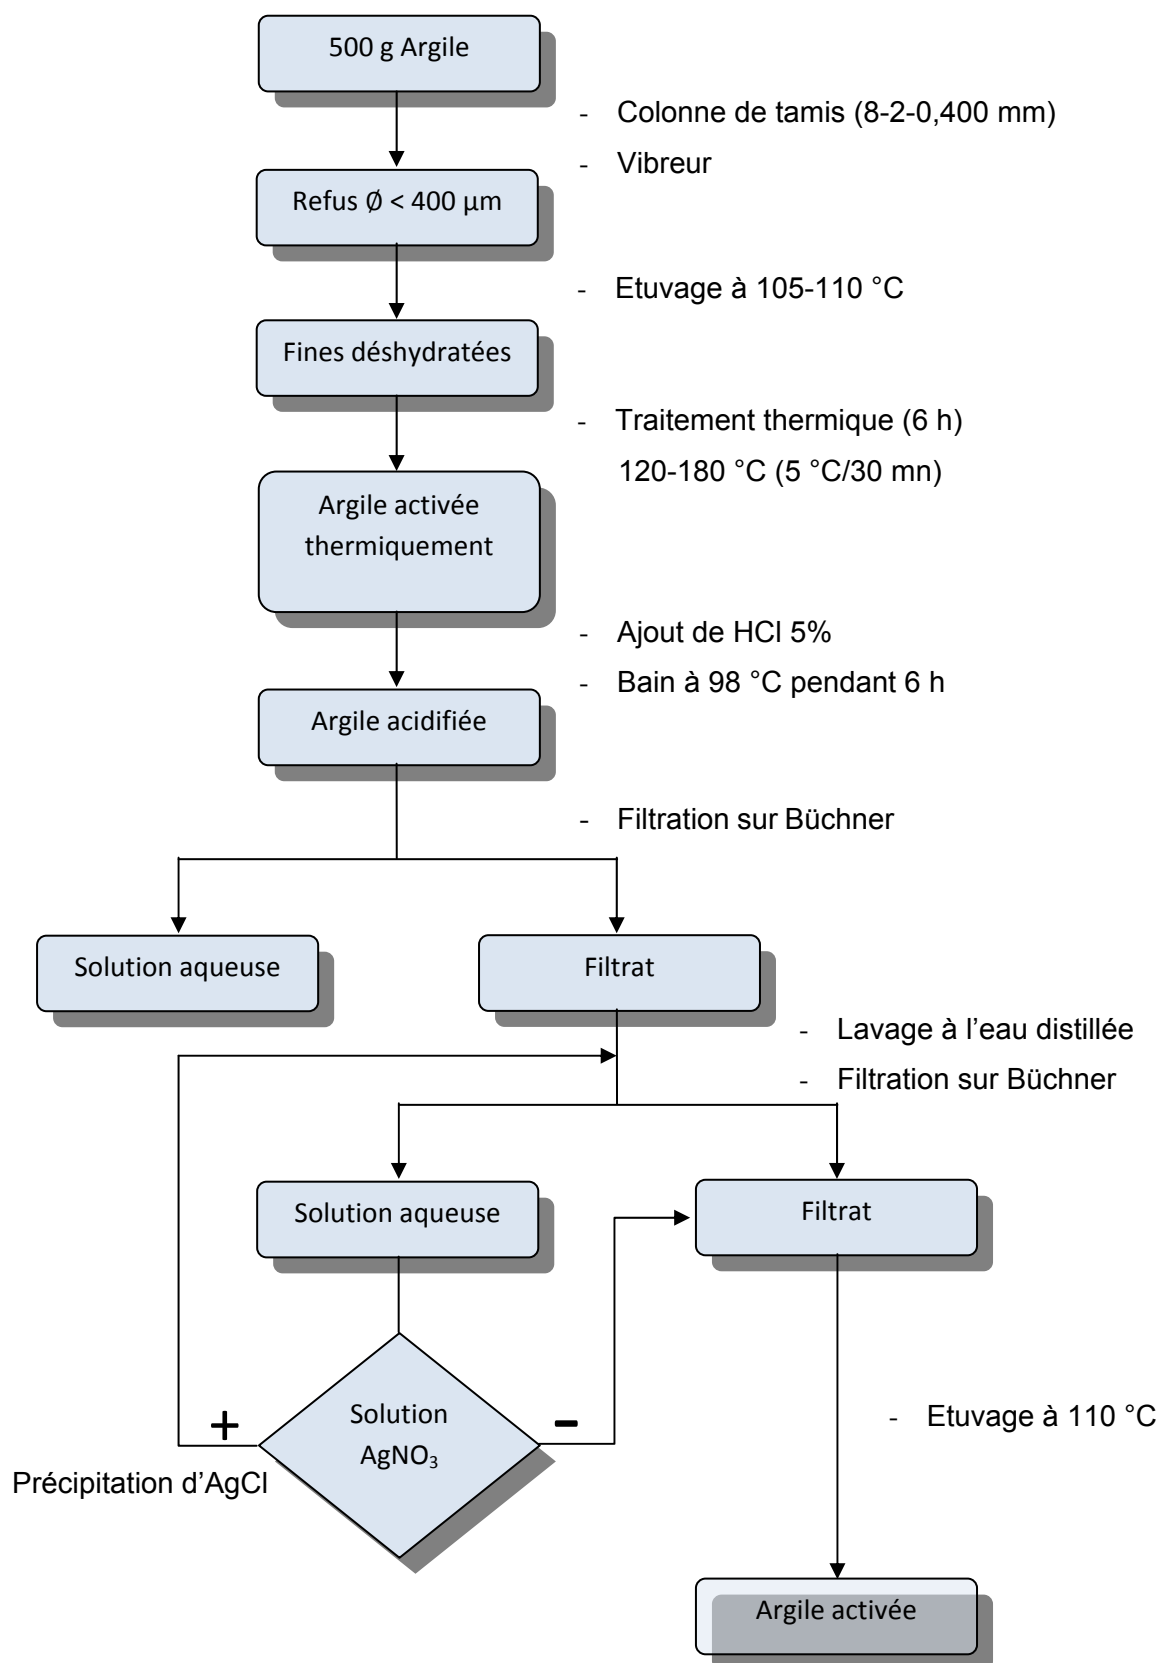 500 g Argile
- Colonne de tamis (8-2-0,400 mm)
- Vibreur
Refus Ø < 400 µm
- Etuvage à 105-110 °C
Fines déshydratées
- Traitement thermique (6 h)
120-180 °C (5 °C/30 mn)
Argile activée
thermiquement
- Ajout de HCl 5%
- Bain à 98 °C pendant 6 h
Argile acidifiée
- Filtration sur Büchner
Solution aqueuse
Filtrat
- Lavage à l’eau distillée
- Filtration sur Büchner
Solution aqueuse
Filtrat
+
Solution
AgNO₃
-
- Etuvage à 110 °C
Précipitation d’AgCl
Argile activée